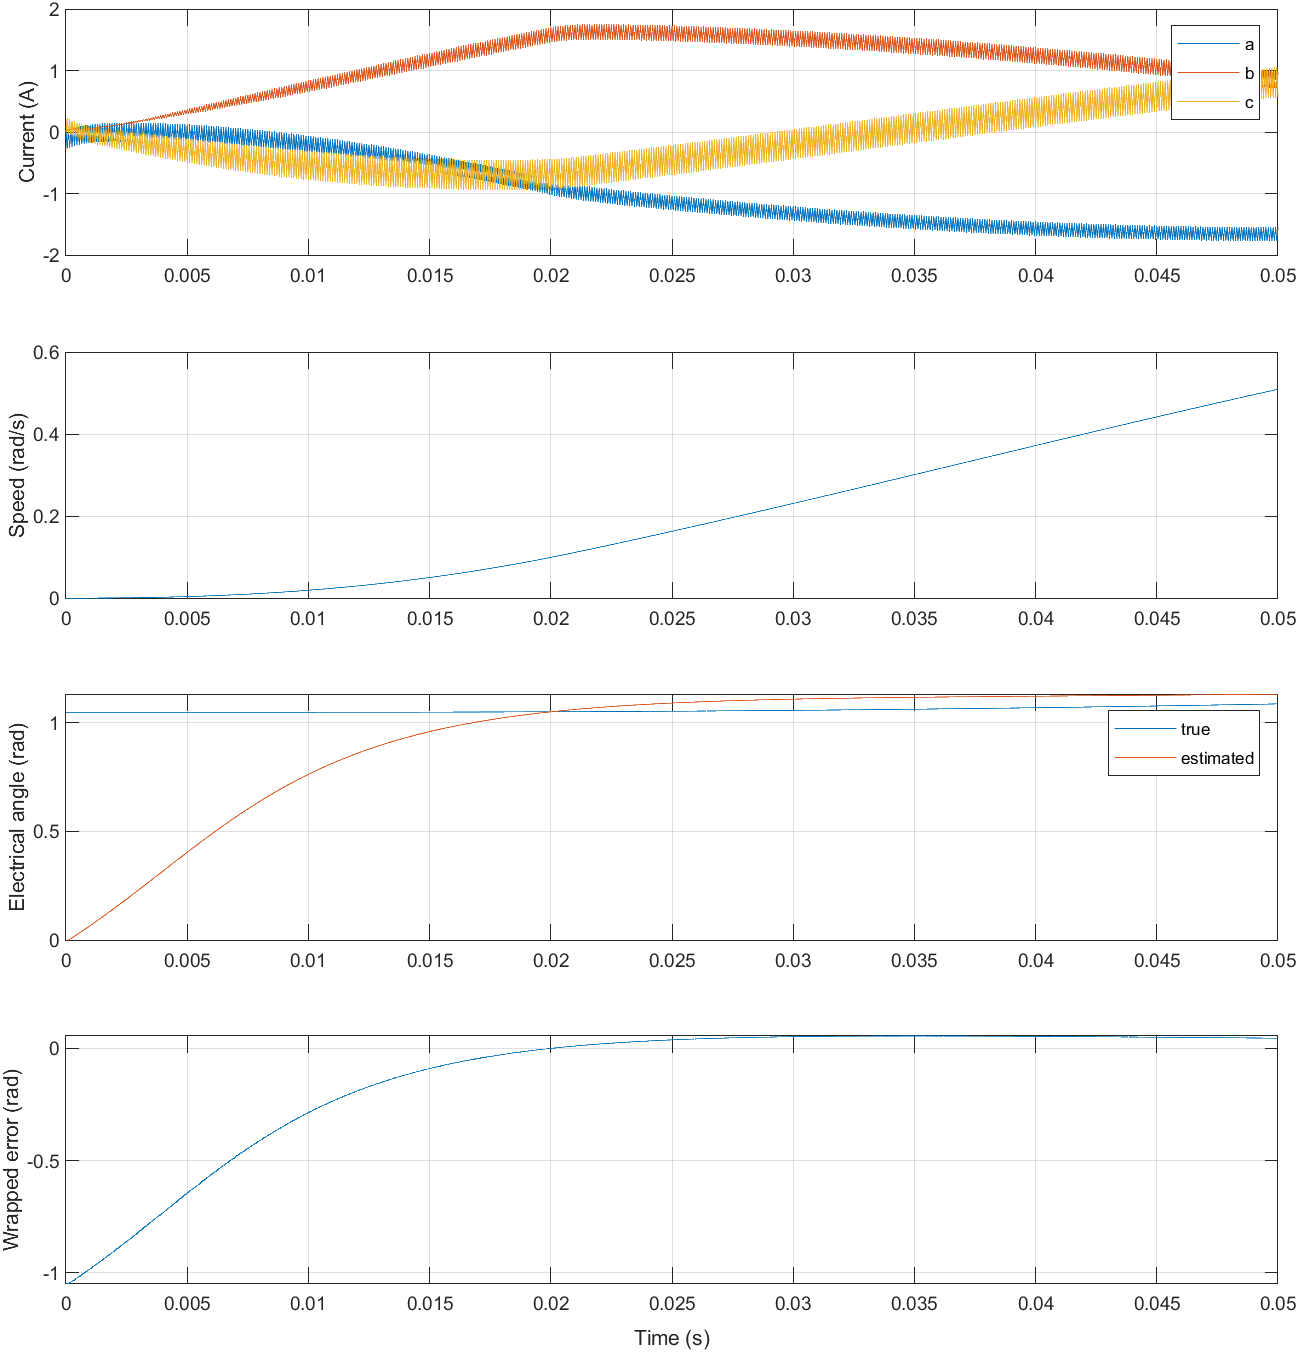 2
1
0
-1
-2
Current (A)
a
b
c
0 0.005 0.01 0.015 0.02 0.025 0.03 0.035 0.04 0.045 0.05
0.6
0.4
0.2
0
Speed (rad/s)
0 0.005 0.01 0.015 0.02 0.025 0.03 0.035 0.04 0.045 0.05
1
0.5
0
Electrical angle (rad)
true
estimated
0 0.005 0.01 0.015 0.02 0.025 0.03 0.035 0.04 0.045 0.05
0
-0.5
-1
Wrapped error (rad)
0 0.005 0.01 0.015 0.02 0.025 0.03 0.035 0.04 0.045 0.05
Time (s)